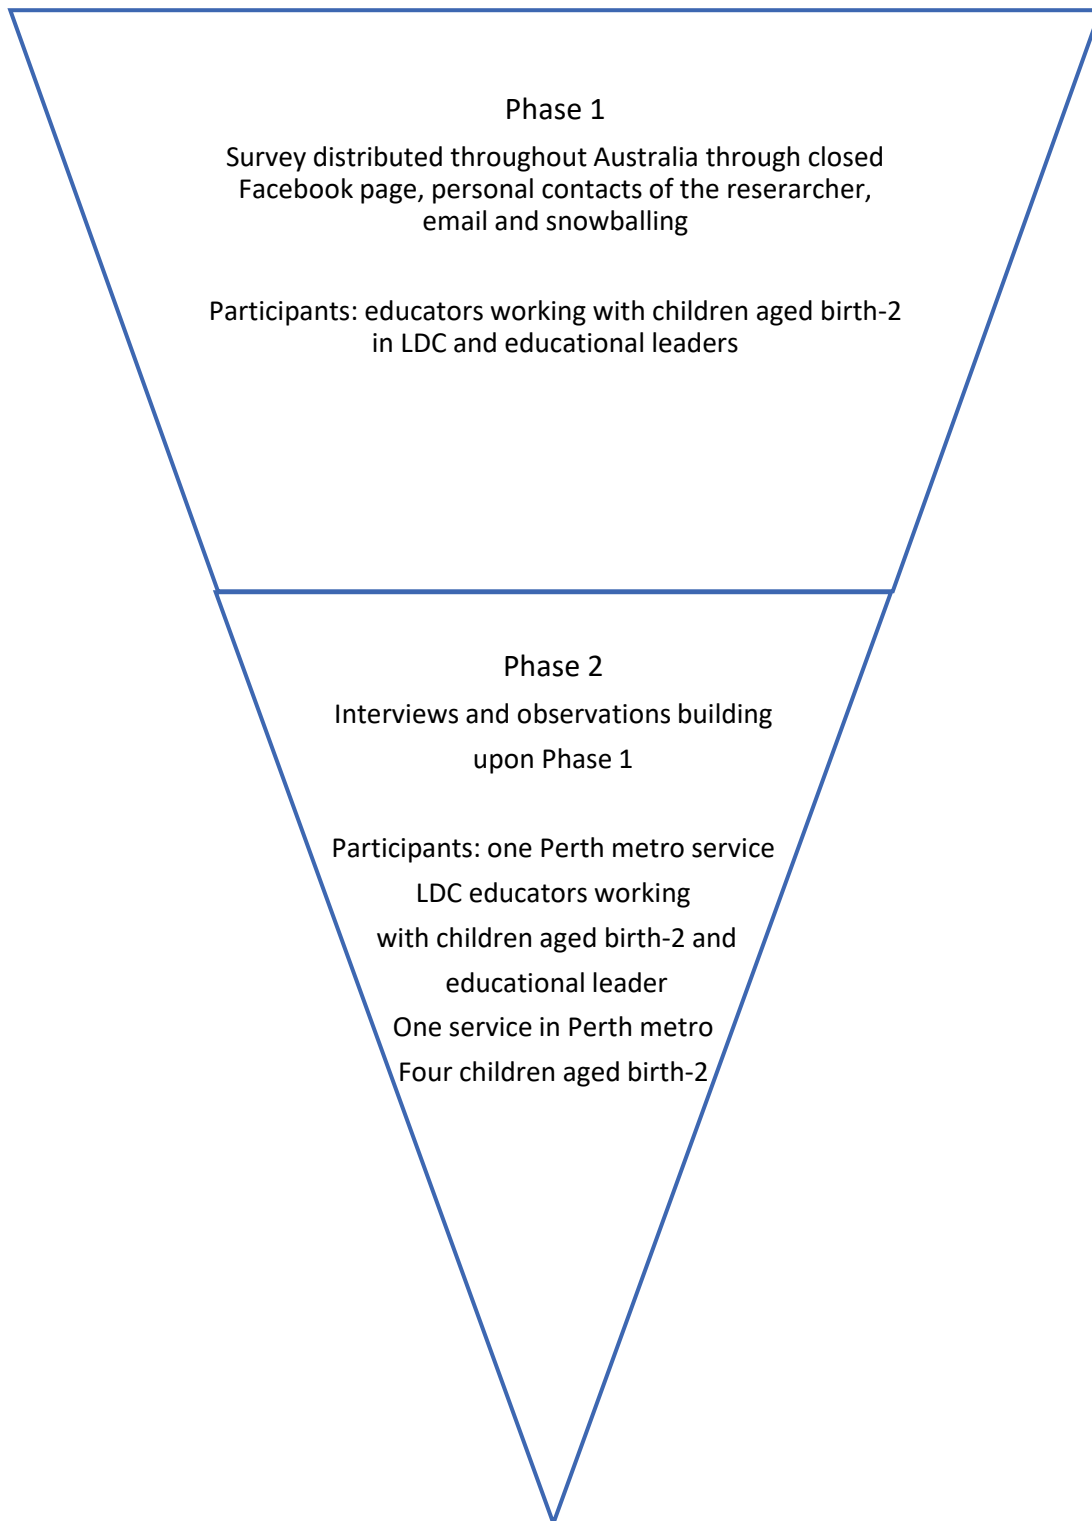 Phase 1
Survey distributed throughout Australia through closed
Facebook page, personal contacts of the reserarcher,
email and snowballing
Participants: educators working with children aged birth-2
in LDC and educational leaders
Phase 2
Interviews and observations building
upon Phase 1
Participants: one Perth metro service
LDC educators working
with children aged birth-2 and
educational leader
One service in Perth metro
Four children aged birth-2